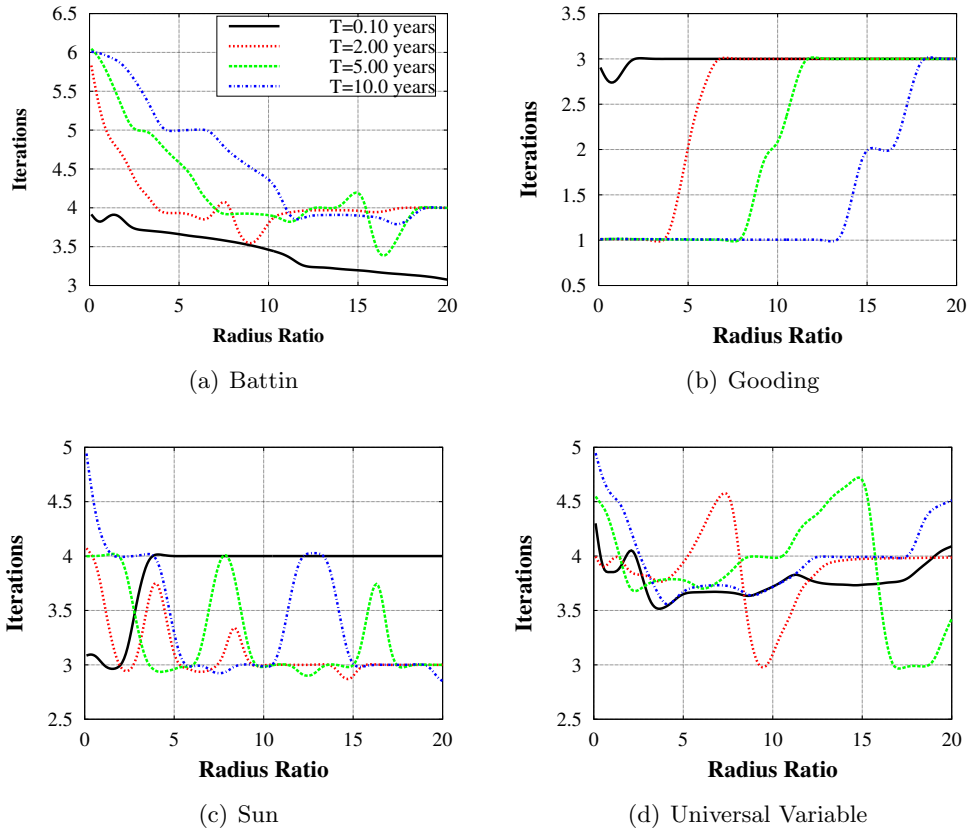 6.5
6
5.5
5
4.5
4
3.5
3
0
5
10
15
20
Iterations
Radius Ratio
T=0.10 years
T=2.00 years
T=5.00 years
T=10.0 years
(a) Battin
3.5
3
2.5
2
1.5
1
0.5
0
5
10
15
20
Iterations
Radius Ratio
(b) Gooding
5
4.5
4
3.5
3
2.5
0
5
10
15
20
Iterations
Radius Ratio
(c) Sun
5
4.5
4
3.5
3
2.5
0
5
10
15
20
Iterations
Radius Ratio
(d) Universal Variable